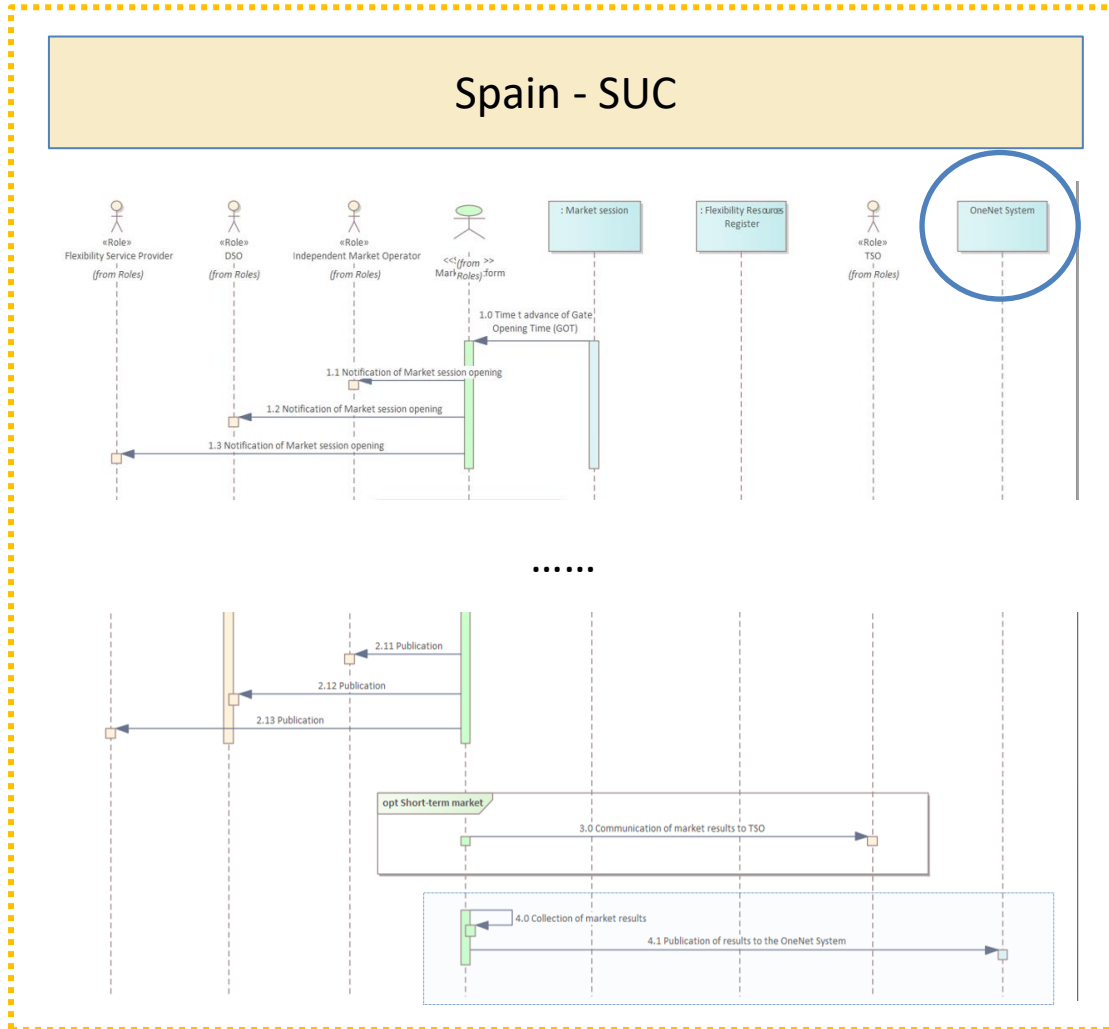 Spain - SUC
«Role»
Flexibility Service Provider
(from Roles)
«Role»
DSO
(from Roles)
«Role»
Independent Market Operator
(from Roles)
(from >>
Roles)
: Market session
: Flexibility Resources
Register
«Role»
TSO
(from Roles)
OneNet System
1.0 Time t advance of Gate
Opening Time (GOT)
1.1 Notification of Market session opening
1.2 Notification of Market session opening
1.3 Notification of Market session opening
......
2.11 Publication
2.12 Publication
2.13 Publication
opt Short-term market
3.0 Communication of market results to TSO
4.0 Collection of market results
4.1 Publication of results to the OneNet System